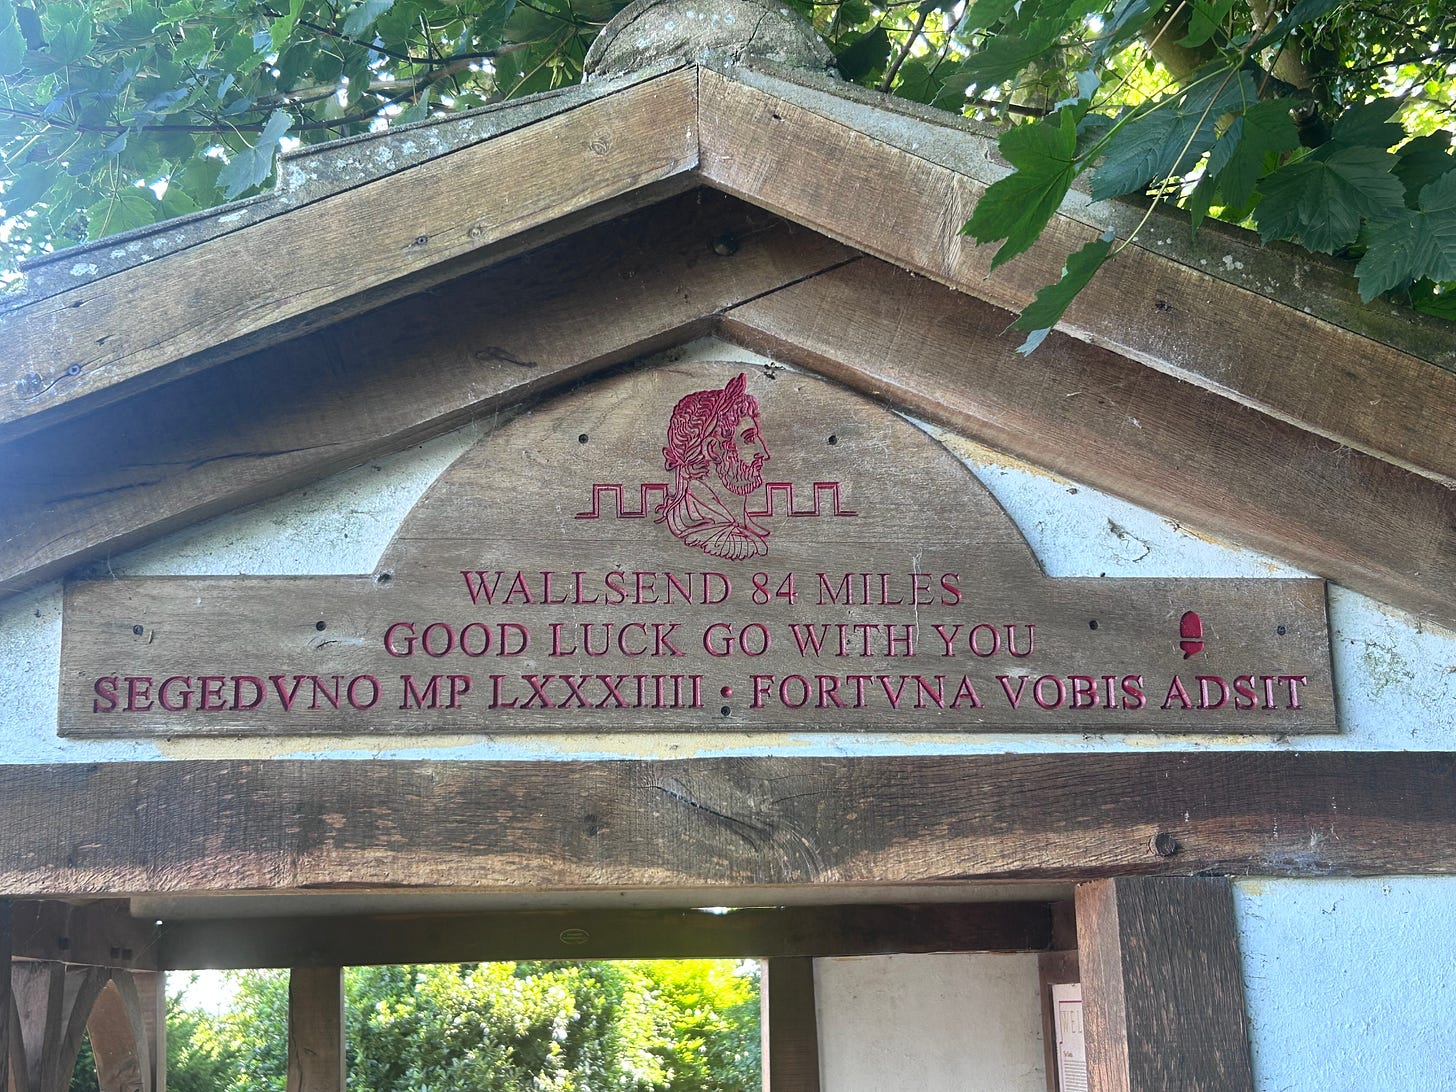 WALLSEND 84 MILES
GOOD LUCK GO WITH YOU
SEGEDVNO MP LXXXIIII • FORTVNA VOBIS ADSIT